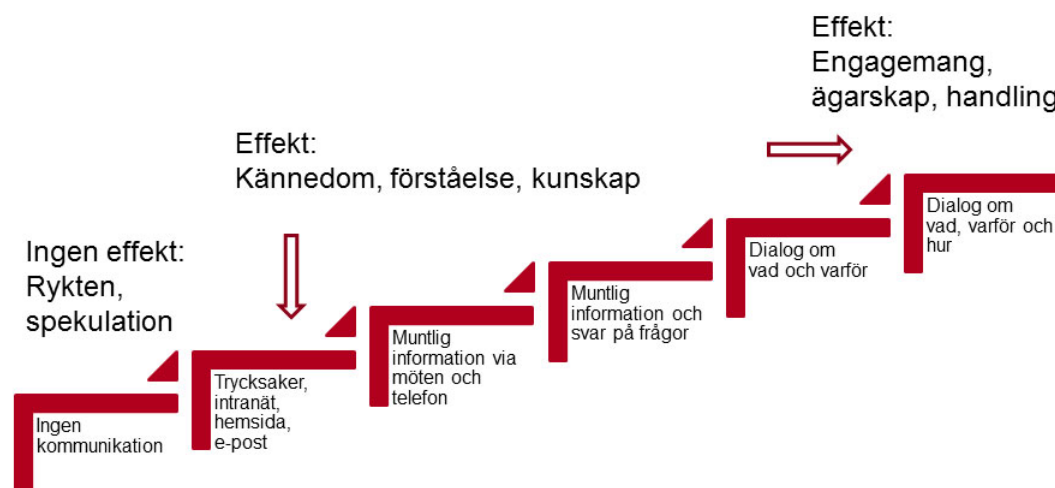 Effekt:
Engagemang,
ägarskap, handling
Effekt:
Kännedom, förståelse, kunskap
Ingen effekt:
Rykten,
spekulation
Ingen
kommunikation
Trycksaker,
intranät,
hemsida,
e-post
Muntlig
information via
möten och
telefon
Muntlig
information och
svar på frågor
Dialog om
vad och varför
Dialog om
vad, varför och
hur